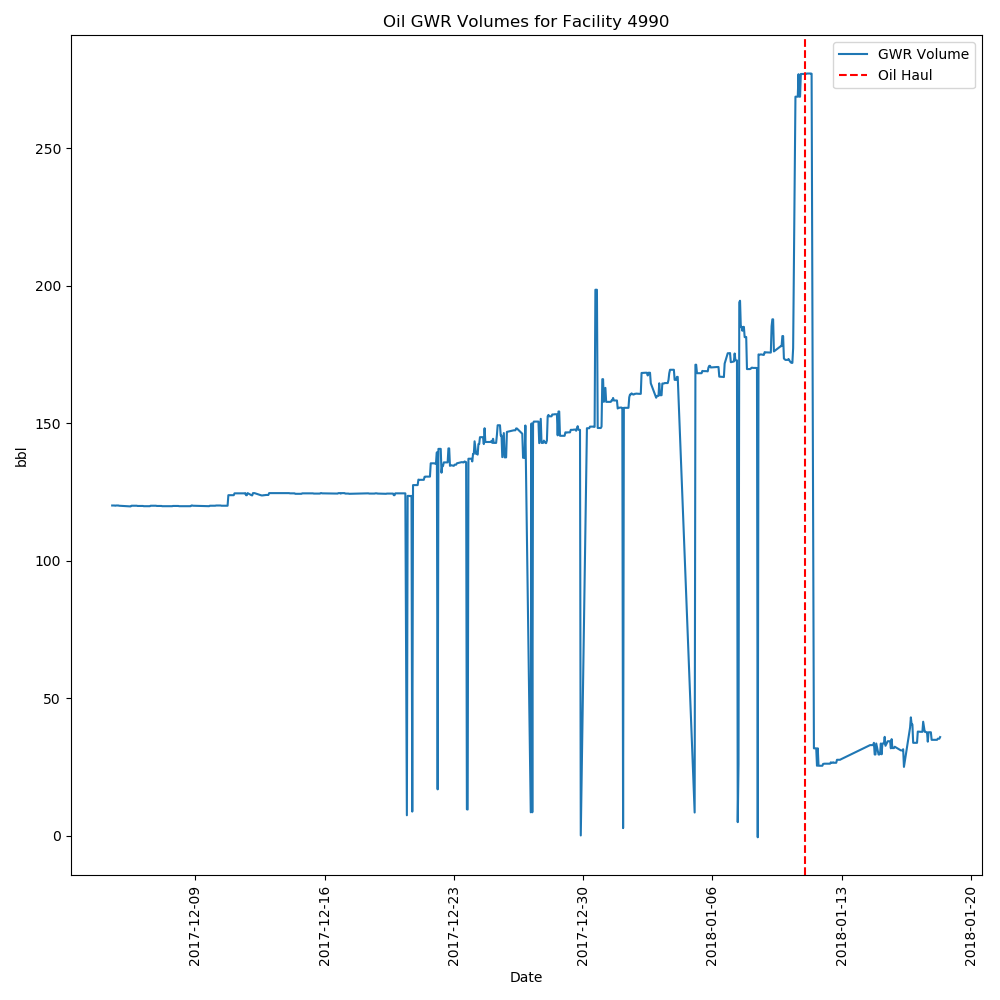 Oil GWR Volumes for Facility 4990
GWR Volume
Oil Haul
250
200
150
100
50
0
bbl
2017-12-09
2017-12-16
2017-12-23
2017-12-30
2018-01-06
2018-01-13
2018-01-20
Date